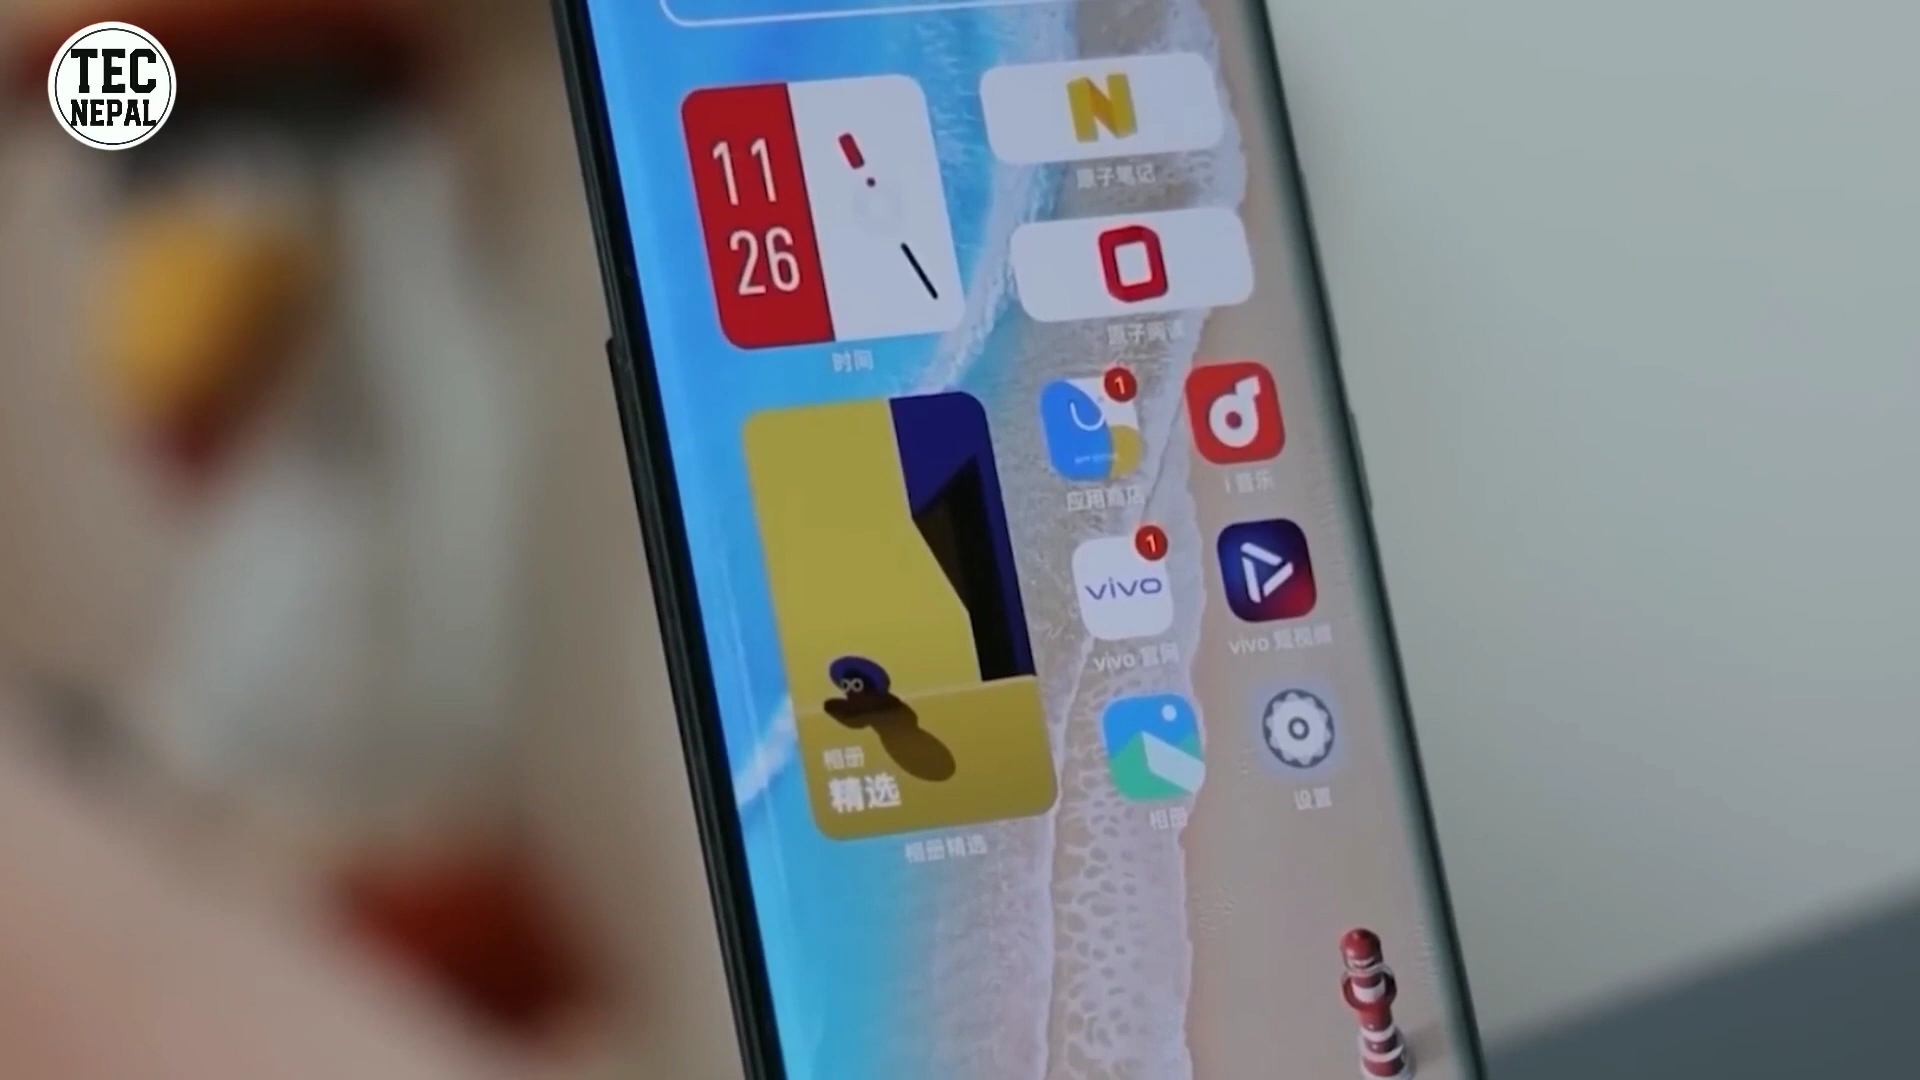 TEC
NEPAL
11
26
时间
原子笔记
原子阅读
1
应用商店
i 音乐
1
vivo
vivo 官网
vivo 短视频
相册
精选
相册精选
相册
设置